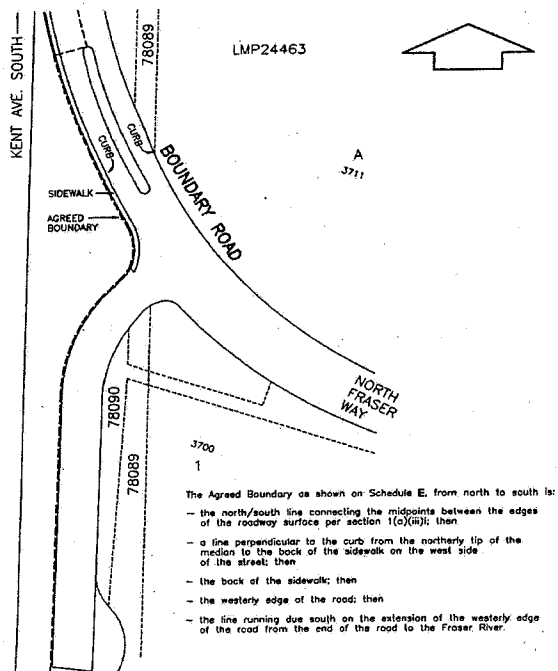 KENT AVE. SOUTH
78089
LMP24463
A
3711
CURB
CURB
BOUNDARY ROAD
SIDEWALK
AGREED
BOUNDARY
NORTH
FRASER
WAY
78090
78089
3700
1
The Agreed Boundary as shown on Schedule E, from north to south is:
– the north/south line connecting the midpoints between the edges
of the roadway surface per section 1(a)(iii)i; then
– a line perpendicular to the curb from the northerly tip of the
median to the back of the sidewalk on the west side
of the street; then
– the back of the sidewalk; then
– the westerly edge of the road; then
– the line running due south on the extension of the westerly edge
of the road from the end of the road to the Fraser River.